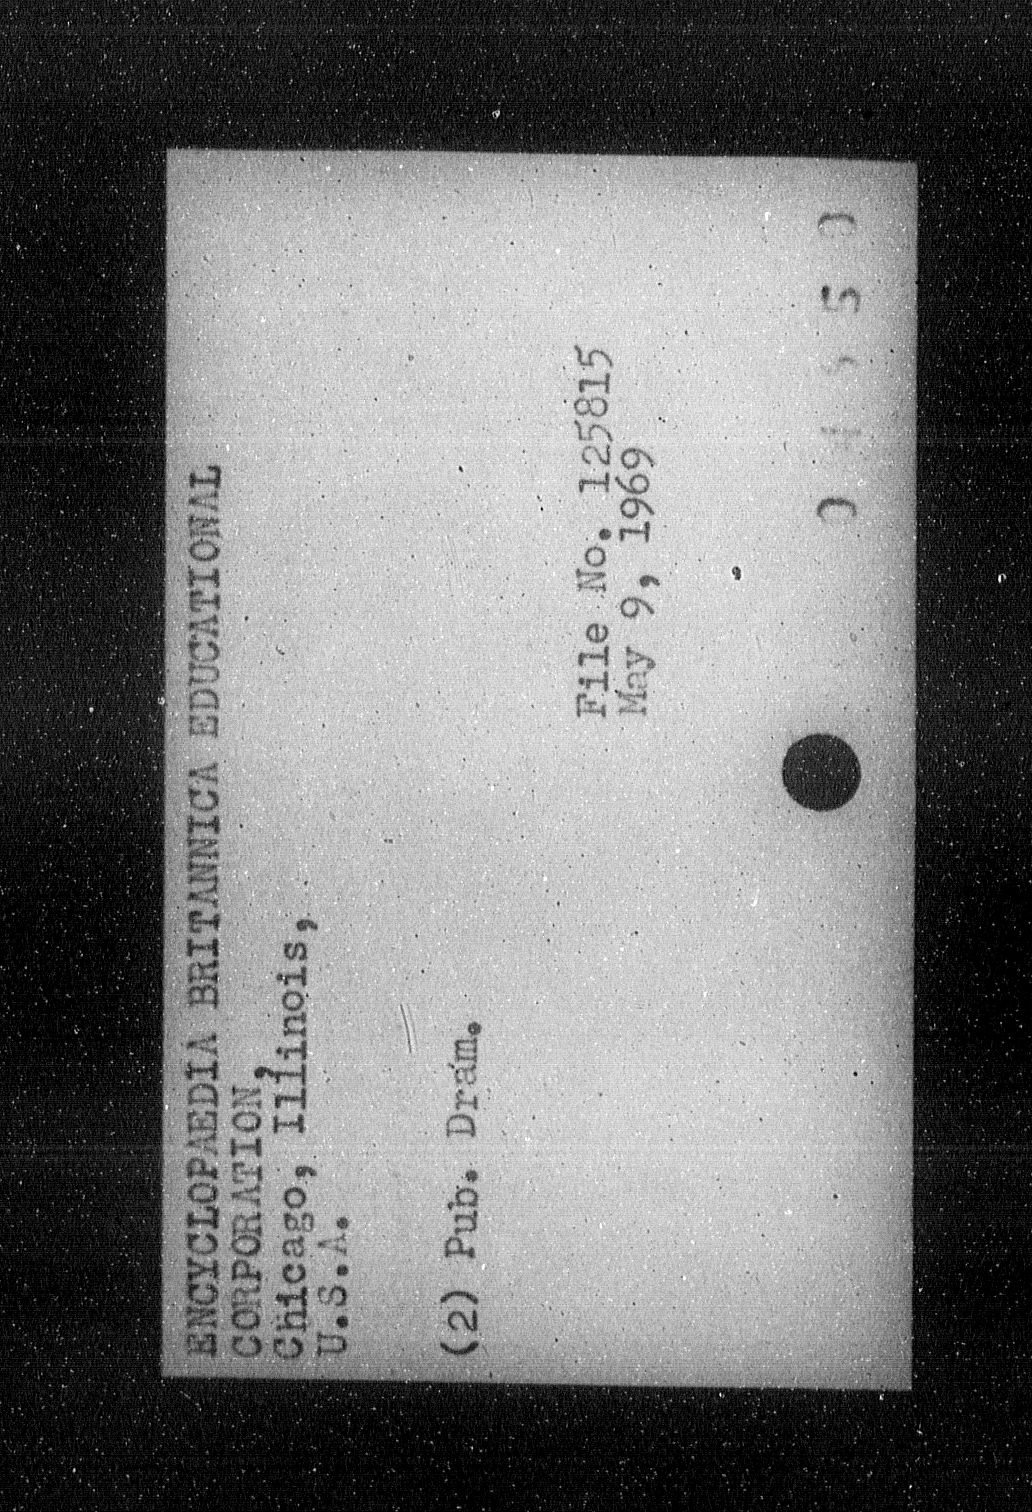 ENCYCLOPAEDIA BRITANNICA EDUCATIONAL
CORPORATION,
Chicago, Illinois,
U.S.A.
(2) Pub. Dram.
File No. 125815
May 9, 1969